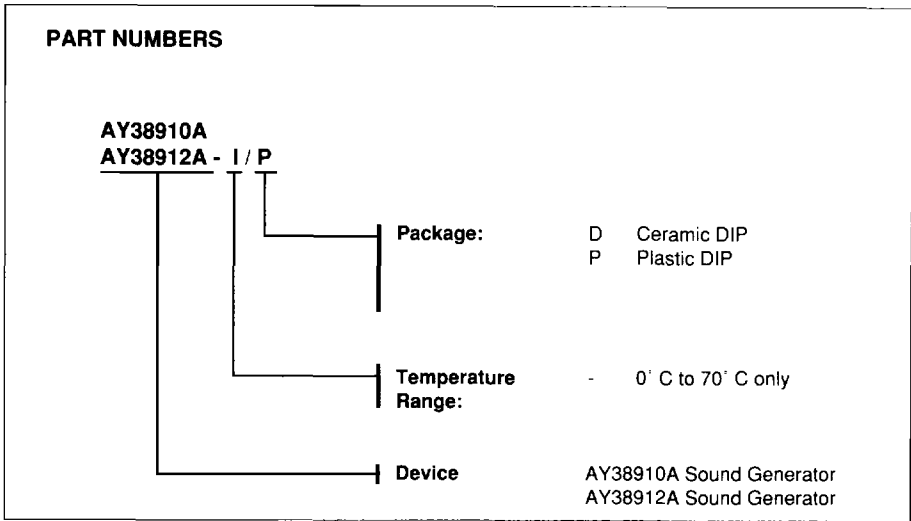 PART NUMBERS
AY38910A
AY38912A - I / P
Package: D Ceramic DIP
P Plastic DIP
Temperature - 0° C to 70° C only
Range:
Device AY38910A Sound Generator
AY38912A Sound Generator